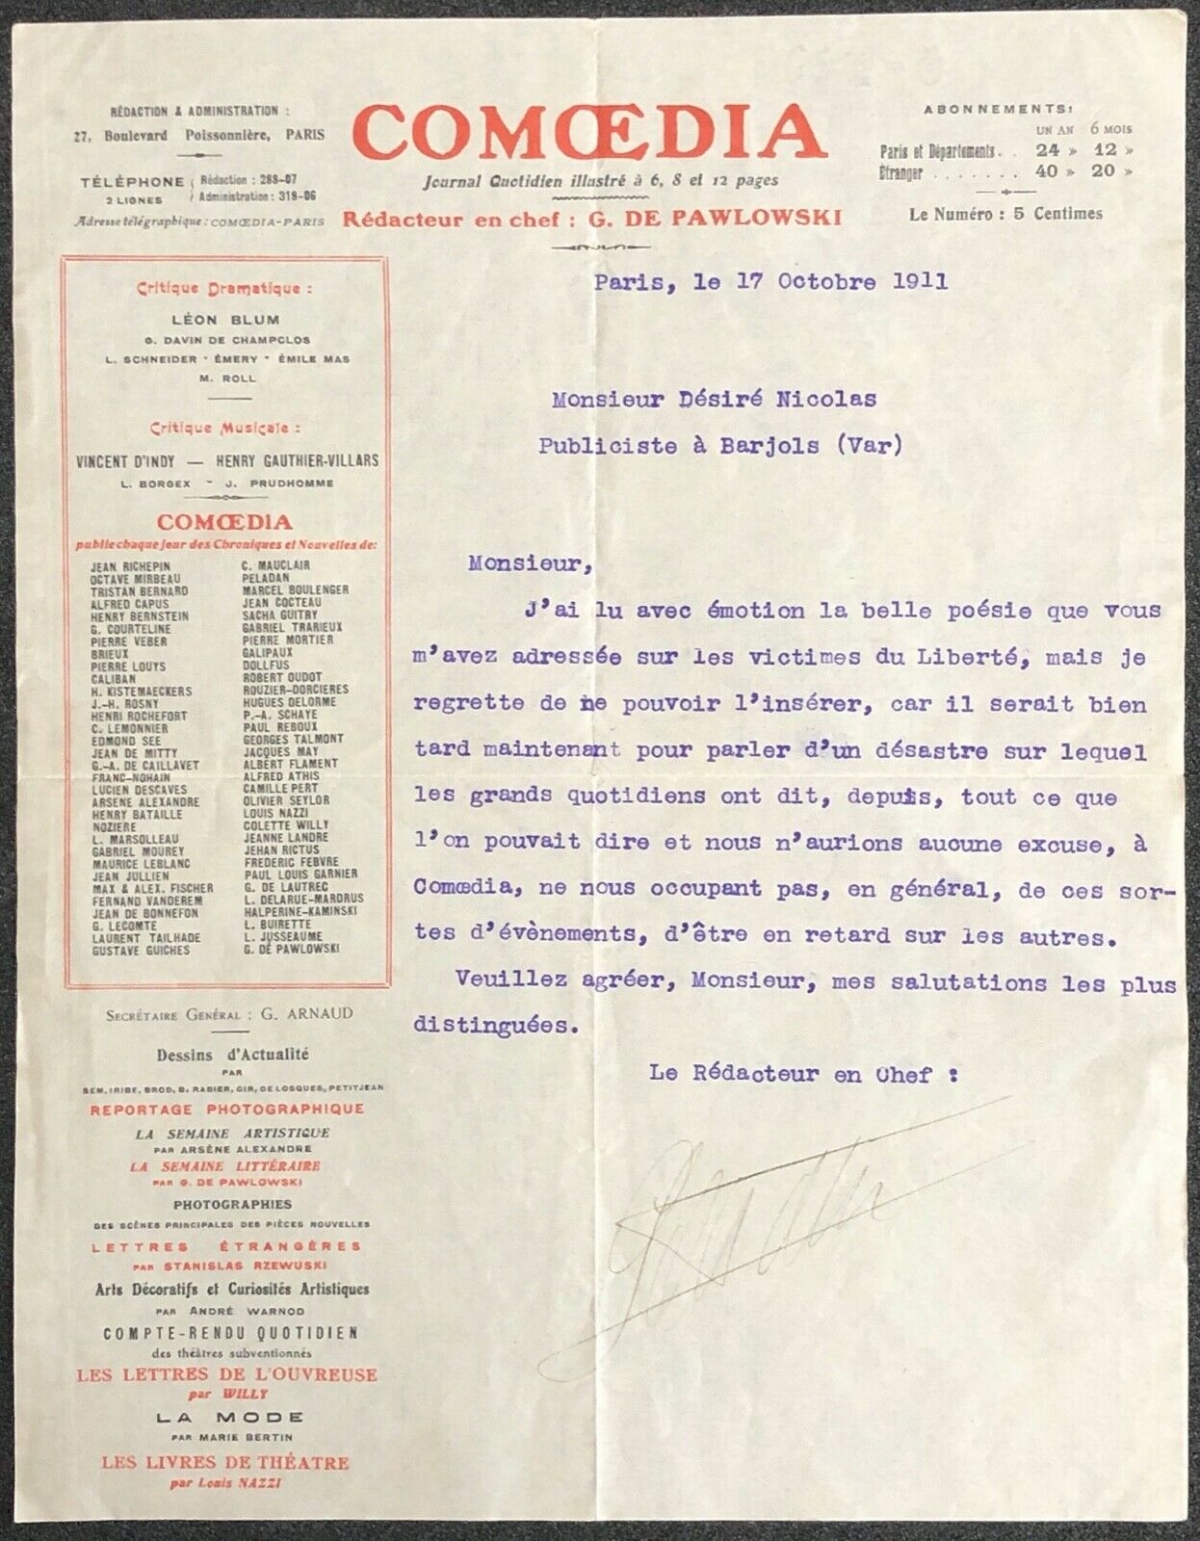 RÉDACTION & ADMINISTRATION :
27, Boulevard Poissonnière, PARIS
TÉLÉPHONE
2 LIGNES
Rédaction : 288-07
Administration : 318-06
Adresse télégraphique : COMŒDIA-PARIS
COMŒDIA
Journal Quotidien illustré à 6, 8 et 12 pages
Rédacteur en chef : G. DE PAWLOWSKI
ABONNEMENTS:
UN AN 6 MOIS
Paris et Départements. . 24 » 12 »
Étranger . . . . . . . 40 » 20 »
Le Numéro : 5 Centimes
Critique Dramatique :
LÉON BLUM
G. DAVIN DE CHAMPCLOS
L. SCHNEIDER - ÉMERY - ÉMILE MAS
M. ROLL
Critique Musicale :
VINCENT D'INDY — HENRY GAUTHIER-VILLARS
L. BORGEX - J. PRUDHOMME
COMŒDIA
publie chaque jour des Chroniques et Nouvelles de:
JEAN RICHEPIN
OCTAVE MIRBEAU
TRISTAN BERNARD
ALFRED CAPUS
HENRY BERNSTEIN
G. COURTELINE
PIERRE VEBER
BRIEUX
PIERRE LOUYS
CALIBAN
H. KISTEMAECKERS
J.-H. ROSNY
HENRI ROCHEFORT
C. LEMONNIER
EDMOND SEE
JEAN DE MITTY
G.-A. DE CAILLAVET
FRANC-NOHAIN
LUCIEN DESCAVES
ARSENE ALEXANDRE
HENRY BATAILLE
NOZIERE
L. MARSOLLEAU
GABRIEL MOUREY
MAURICE LEBLANC
JEAN JULLIEN
MAX & ALEX. FISCHER
FERNAND VANDEREM
JEAN DE BONNEFON
G. LECOMTE
LAURENT TAILHADE
GUSTAVE GUICHES
C. MAUCLAIR
PELADAN
MARCEL BOULENGER
JEAN COCTEAU
SACHA GUITRY
GABRIEL TRARIEUX
PIERRE MORTIER
GALIPAUX
DOLLFUS
ROBERT OUDOT
ROUZIER-DORCIERES
HUGUES DELORME
P.-A. SCHAYE
PAUL REBOUX
GEORGES TALMONT
JACQUES MAY
ALBERT FLAMENT
ALFRED ATHIS
CAMILLE PERT
OLIVIER SEYLOR
LOUIS NAZZI
COLETTE WILLY
JEANNE LANDRE
JEHAN RICTUS
FREDERIC FEBVRE
PAUL LOUIS GARNIER
G. DE LAUTREC
L. DELARUE-MARDRUS
HALPERINE-KAMINSKI
L. BUIRETTE
L. JUSSEAUME
G. DE PAWLOWSKI
SECRÉTAIRE GÉNÉRAL : G. ARNAUD
Dessins d'Actualité
PAR
SEM, IRIBE, BROD, B. RABIER, GIR, DE LOSQUES, PETITJEAN
REPORTAGE PHOTOGRAPHIQUE
LA SEMAINE ARTISTIQUE
PAR ARSÈNE ALEXANDRE
LA SEMAINE LITTÉRAIRE
PAR G. DE PAWLOWSKI
PHOTOGRAPHIES
DES SCÈNES PRINCIPALES DES PIÈCES NOUVELLES
LETTRES ÉTRANGÈRES
PAR STANISLAS RZEWUSKI
Arts Décoratifs et Curiosités Artistiques
PAR ANDRÉ WARNOD
COMPTE-RENDU QUOTIDIEN
des théâtres subventionnés
LES LETTRES DE L'OUVREUSE
par WILLY
LA MODE
PAR MARIE BERTIN
LES LIVRES DE THÉATRE
par Louis NAZZI
Paris, le 17 Octobre 1911
Monsieur Désiré Nicolas
Publiciste à Barjols (Var)
Monsieur,
J'ai lu avec émotion la belle poésie que vous
m'avez adressée sur les victimes du Liberté, mais je
regrette de ne pouvoir l'insérer, car il serait bien
tard maintenant pour parler d'un désastre sur lequel
les grands quotidiens ont dit, depuis, tout ce que
l'on pouvait dire et nous n'aurions aucune excuse, à
Comœdia, ne nous occupant pas, en général, de ces sor-
tes d'évènements, d'être en retard sur les autres.
Veuillez agréer, Monsieur, mes salutations les plus
distinguées.
Le Rédacteur en Chef :